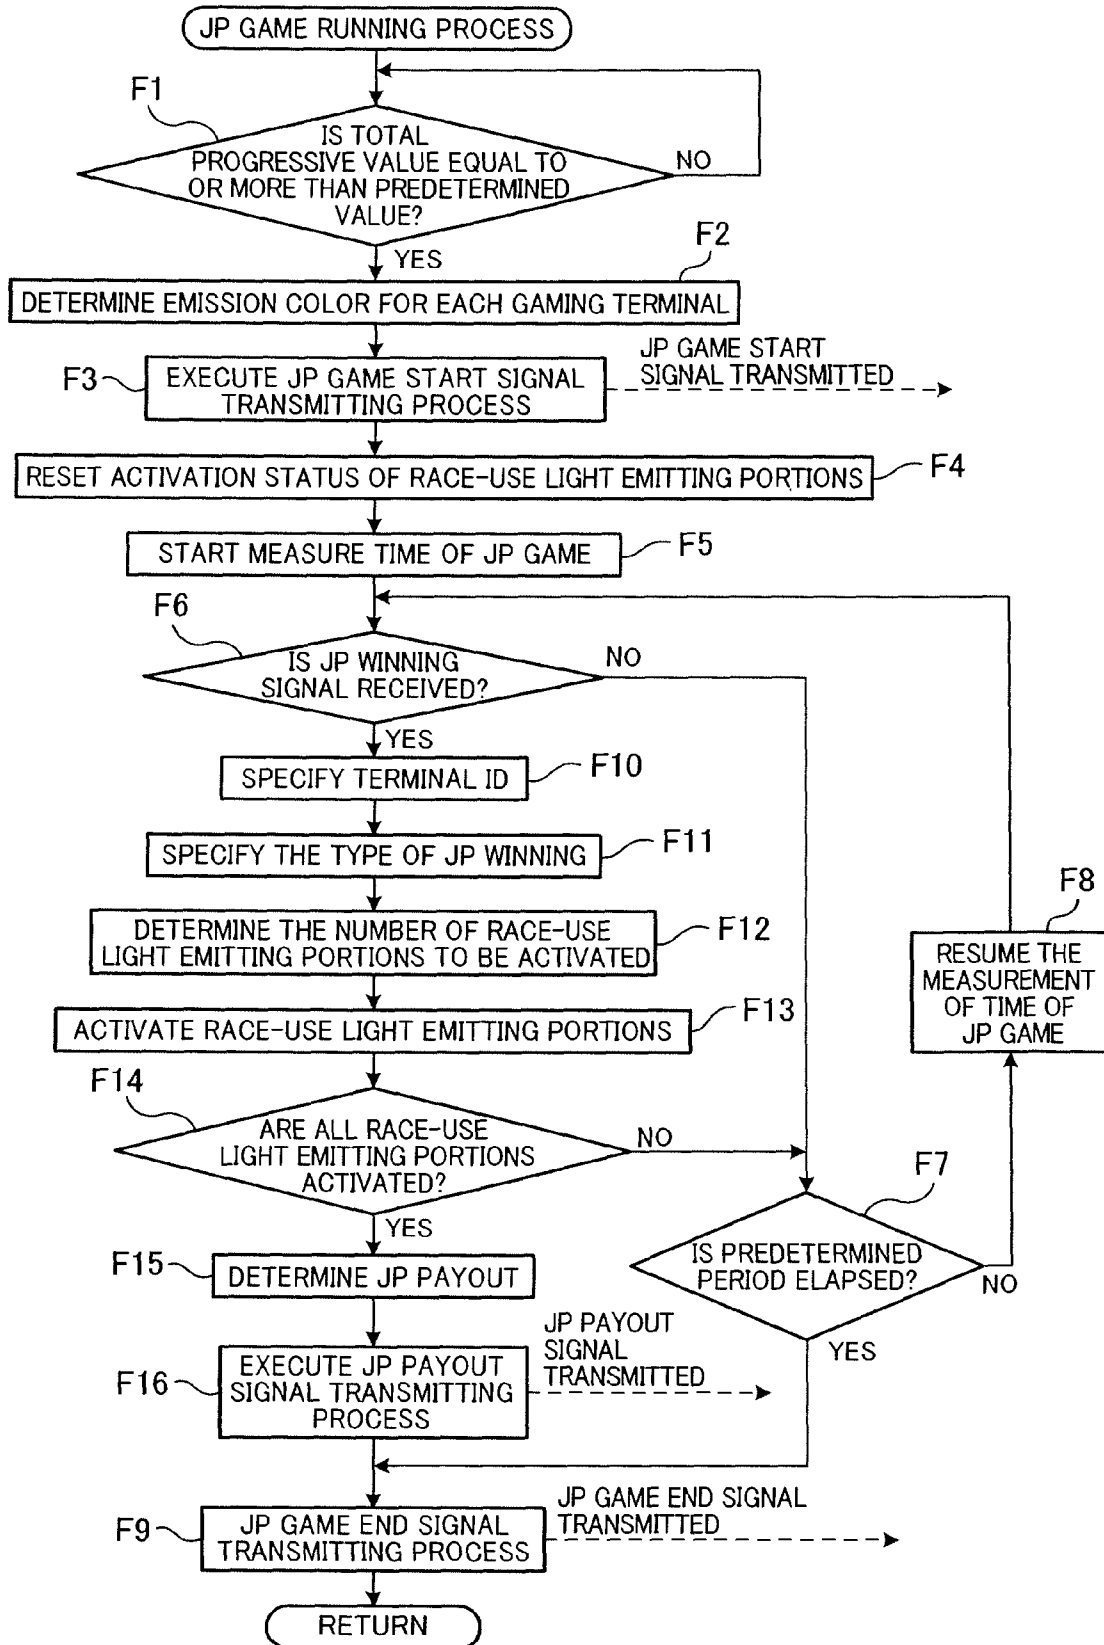 JP GAME RUNNING PROCESS
F1
IS TOTAL
PROGRESSIVE VALUE EQUAL TO
OR MORE THAN PREDETERMINED
VALUE?
NO
YES
F2
DETERMINE EMISSION COLOR FOR EACH GAMING TERMINAL
F3
EXECUTE JP GAME START SIGNAL
TRANSMITTING PROCESS
JP GAME START
SIGNAL TRANSMITTED
RESET ACTIVATION STATUS OF RACE-USE LIGHT EMITTING PORTIONS
F4
START MEASURE TIME OF JP GAME
F5
F6
IS JP WINNING
SIGNAL RECEIVED?
NO
YES
SPECIFY TERMINAL ID
F10
SPECIFY THE TYPE OF JP WINNING
F11
DETERMINE THE NUMBER OF RACE-USE
LIGHT EMITTING PORTIONS TO BE ACTIVATED
F12
F8
RESUME THE
MEASUREMENT
OF TIME OF
JP GAME
ACTIVATE RACE-USE LIGHT EMITTING PORTIONS
F13
F14
ARE ALL RACE-USE
LIGHT EMITTING PORTIONS
ACTIVATED?
NO
YES
F7
IS PREDETERMINED
PERIOD ELAPSED?
NO
YES
F15
DETERMINE JP PAYOUT
F16
EXECUTE JP PAYOUT
SIGNAL TRANSMITTING
PROCESS
JP PAYOUT
SIGNAL
TRANSMITTED
F9
JP GAME END SIGNAL
TRANSMITTING PROCESS
JP GAME END SIGNAL
TRANSMITTED
RETURN